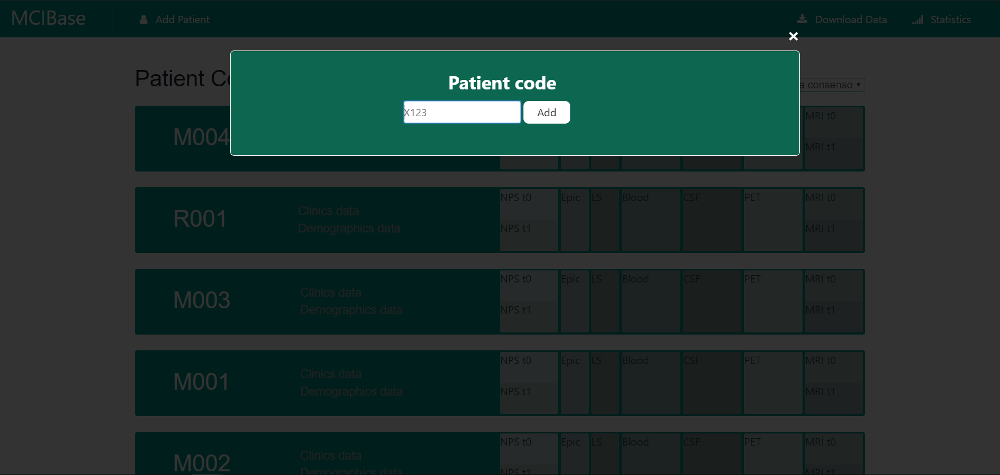 MCIBase Add Patient Download Data Statistics
×
Patient code
Patient Co
a consenso
X123 Add
M004
MRI t0
MRI t1
R001
Clinics data
Demographics data
NPS t0 Epic LS Blood CSF PET MRI t0
NPS t1 MRI t1
M003
Clinics data
Demographics data
NPS t0 Epic LS Blood CSF PET MRI t0
NPS t1 MRI t1
M001
Clinics data
Demographics data
NPS t0 Epic LS Blood CSF PET MRI t0
NPS t1 MRI t1
M002
Clinics data
Demographics data
NPS t0 Epic LS Blood CSF PET MRI t0
NPS t1 MRI t1